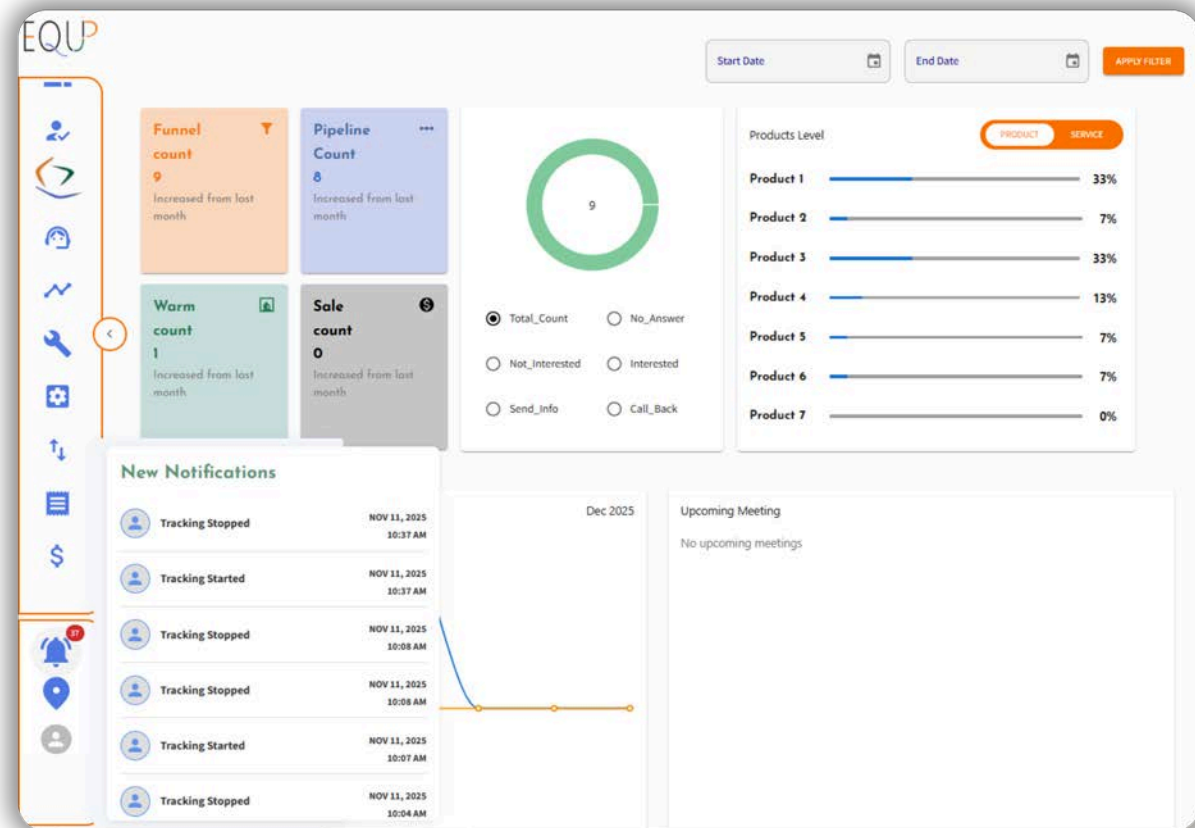 EQUP
Start Date
End Date
APPLY FILTER
Funnel
count
9
Increased from last
month
Pipeline
Count
8
Increased from last
month
Warm
count
1
Increased from last
month
Sale
count
0
Increased from last
month
9
Total_Count
No_Answer
Not_Interested
Interested
Send_Info
Call_Back
Products Level
PRODUCT
SERVICE
Product 1 33%
Product 2 7%
Product 3 33%
Product 4 13%
Product 5 7%
Product 6 7%
Product 7 0%
New Notifications
Tracking Stopped
NOV 11, 2025
10:37 AM
Tracking Started
NOV 11, 2025
10:37 AM
Tracking Stopped
NOV 11, 2025
10:08 AM
Tracking Stopped
NOV 11, 2025
10:08 AM
Tracking Started
NOV 11, 2025
10:07 AM
Tracking Stopped
NOV 11, 2025
10:04 AM
37
Dec 2025
Upcoming Meeting
No upcoming meetings